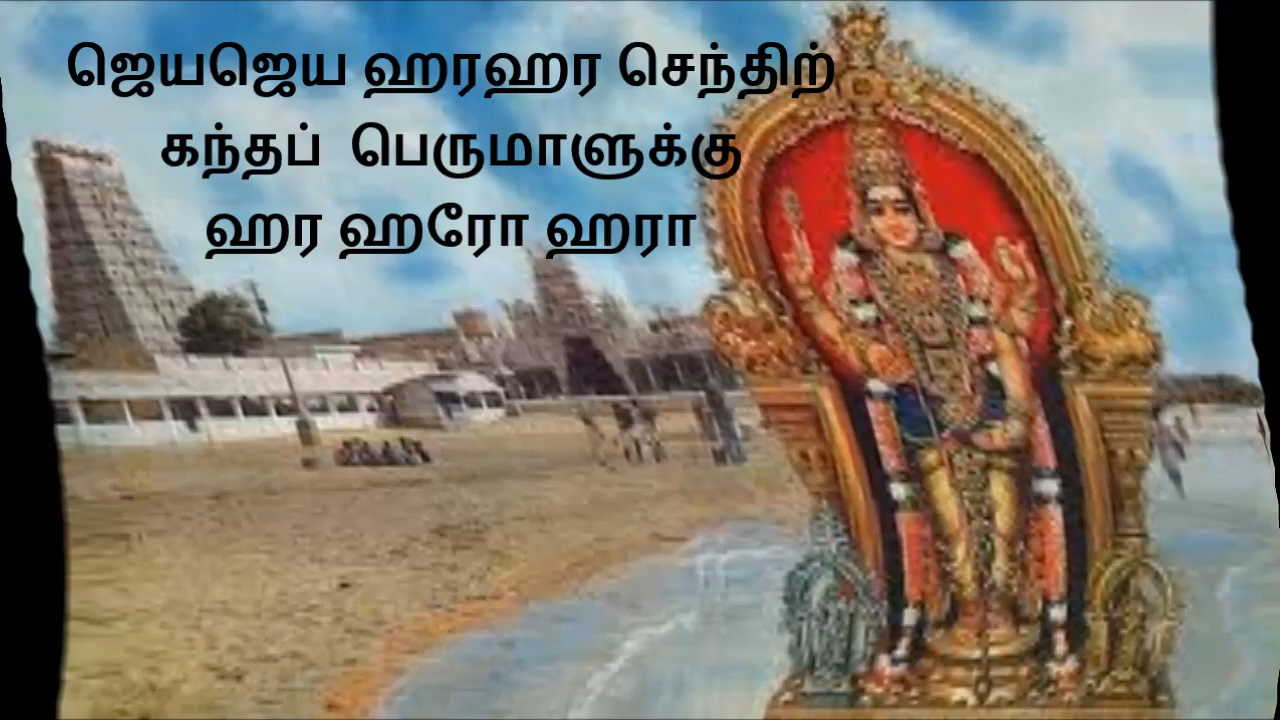 ஜெயஜெய ஹரஹர செந்திற்
கந்தப் பெருமாளுக்கு
ஹர ஹரோ ஹரா